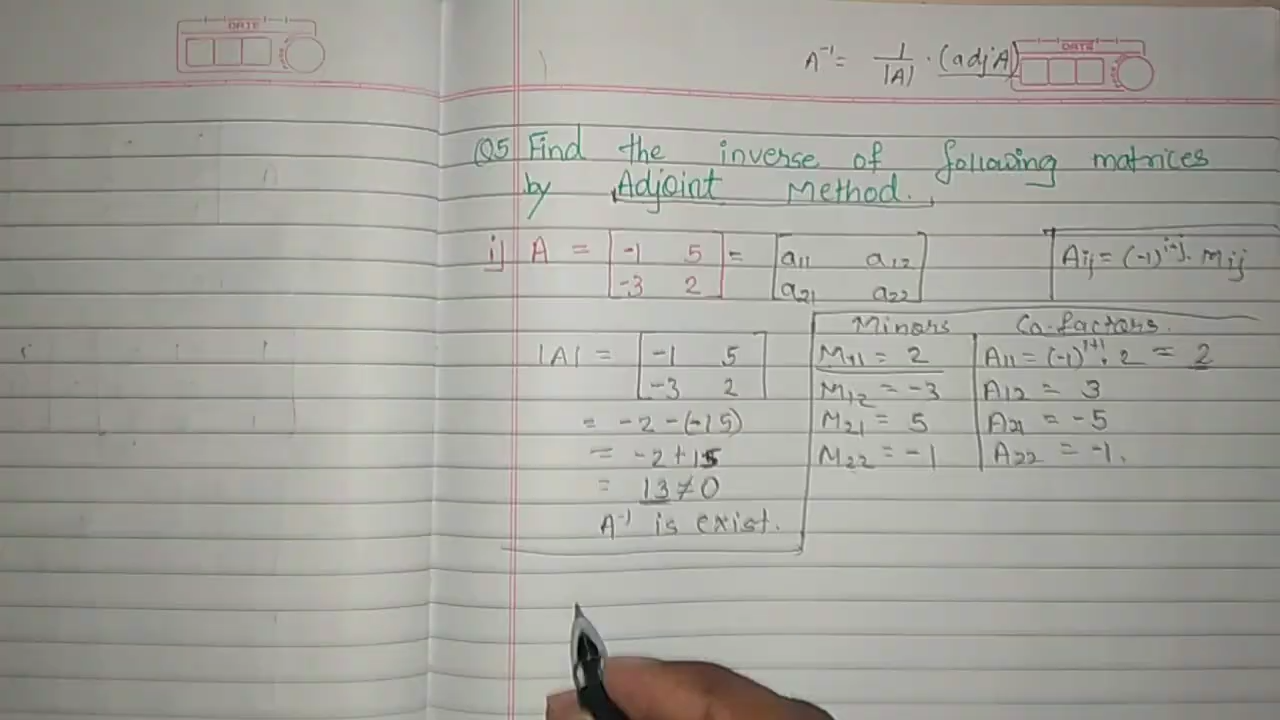 DATE
DATE
A⁻¹ = 1/|A| · (adj A)
Q5 Find the inverse of following matrices
by Adjoint Method.
i) A = [-1 5 = [a11 a12
-3 2] a21 a22]
Aij = (-1)^i+j . Mij
|A| = [-1 5
-3 2]
= -2 - (-15)
= -2 + 15
= 13 ≠ 0
A⁻¹ is exist.
Minors Co-factors.
M11 = 2 A11 = (-1)^1+1 . 2 = 2
M12 = -3 A12 = 3
M21 = 5 A21 = -5
M22 = -1 A22 = -1.